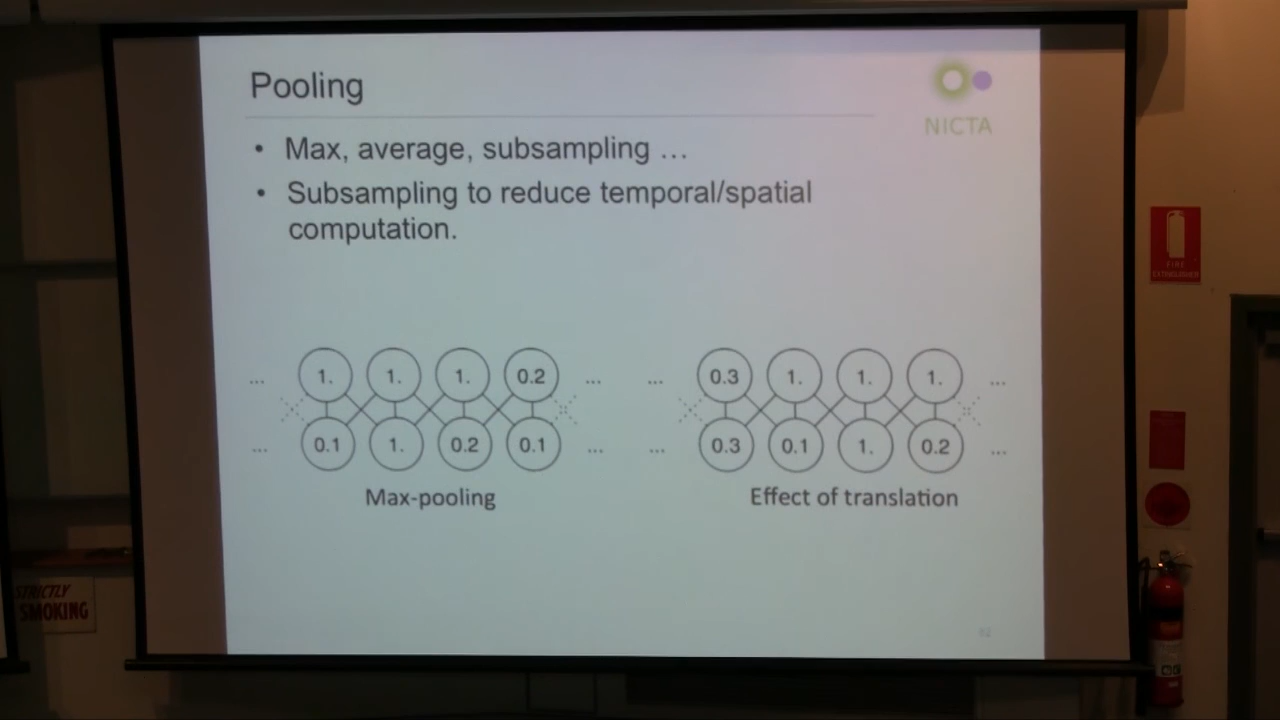 Pooling
NICTA
• Max, average, subsampling ...
• Subsampling to reduce temporal/spatial
computation.
... 1. 1. 1. 0.2 ...
... 0.1 1. 0.2 0.1 ...
Max-pooling
... 0.3 1. 1. 1. ...
... 0.3 0.1 1. 0.2 ...
Effect of translation
FIRE
EXTINGUISHER
STRICTLY
SMOKING